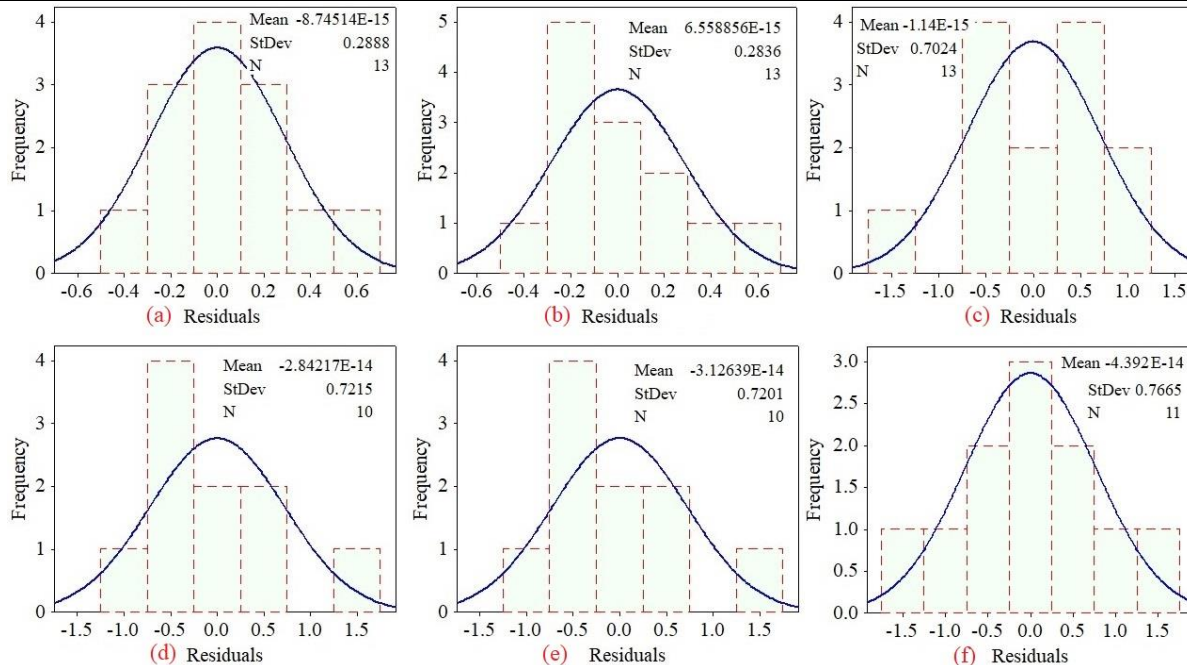 Mean -8.74514E-15
StDev 0.2888
N 13
Frequency
4
3
2
1
0
-0.6 -0.4 -0.2 0.0 0.2 0.4 0.6
(a) Residuals
Mean 6.558856E-15
StDev 0.2836
N 13
Frequency
5
4
3
2
1
0
-0.6 -0.4 -0.2 0.0 0.2 0.4 0.6
(b) Residuals
Mean -1.14E-15
StDev 0.7024
N 13
Frequency
4
3
2
1
0
-1.5 -1.0 -0.5 0.0 0.5 1.0 1.5
(c) Residuals
Mean -2.84217E-14
StDev 0.7215
N 10
Frequency
4
3
2
1
0
-1.5 -1.0 -0.5 0.0 0.5 1.0 1.5
(d) Residuals
Mean -3.12639E-14
StDev 0.7201
N 10
Frequency
4
3
2
1
0
-1.5 -1.0 -0.5 0.0 0.5 1.0 1.5
(e) Residuals
Mean -4.392E-14
StDev 0.7665
N 11
Frequency
3.0
2.5
2.0
1.5
1.0
0.5
0.0
-1.5 -1.0 -0.5 0.0 0.5 1.0 1.5
(f) Residuals